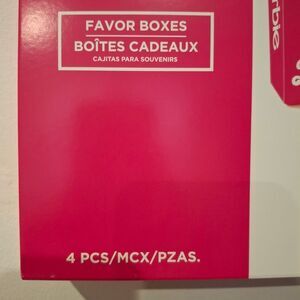 FAVOR BOXES
BOÎTES CADEAUX
CAJITAS PARA SOUVENIRS
4 PCS/MCX/PZAS.